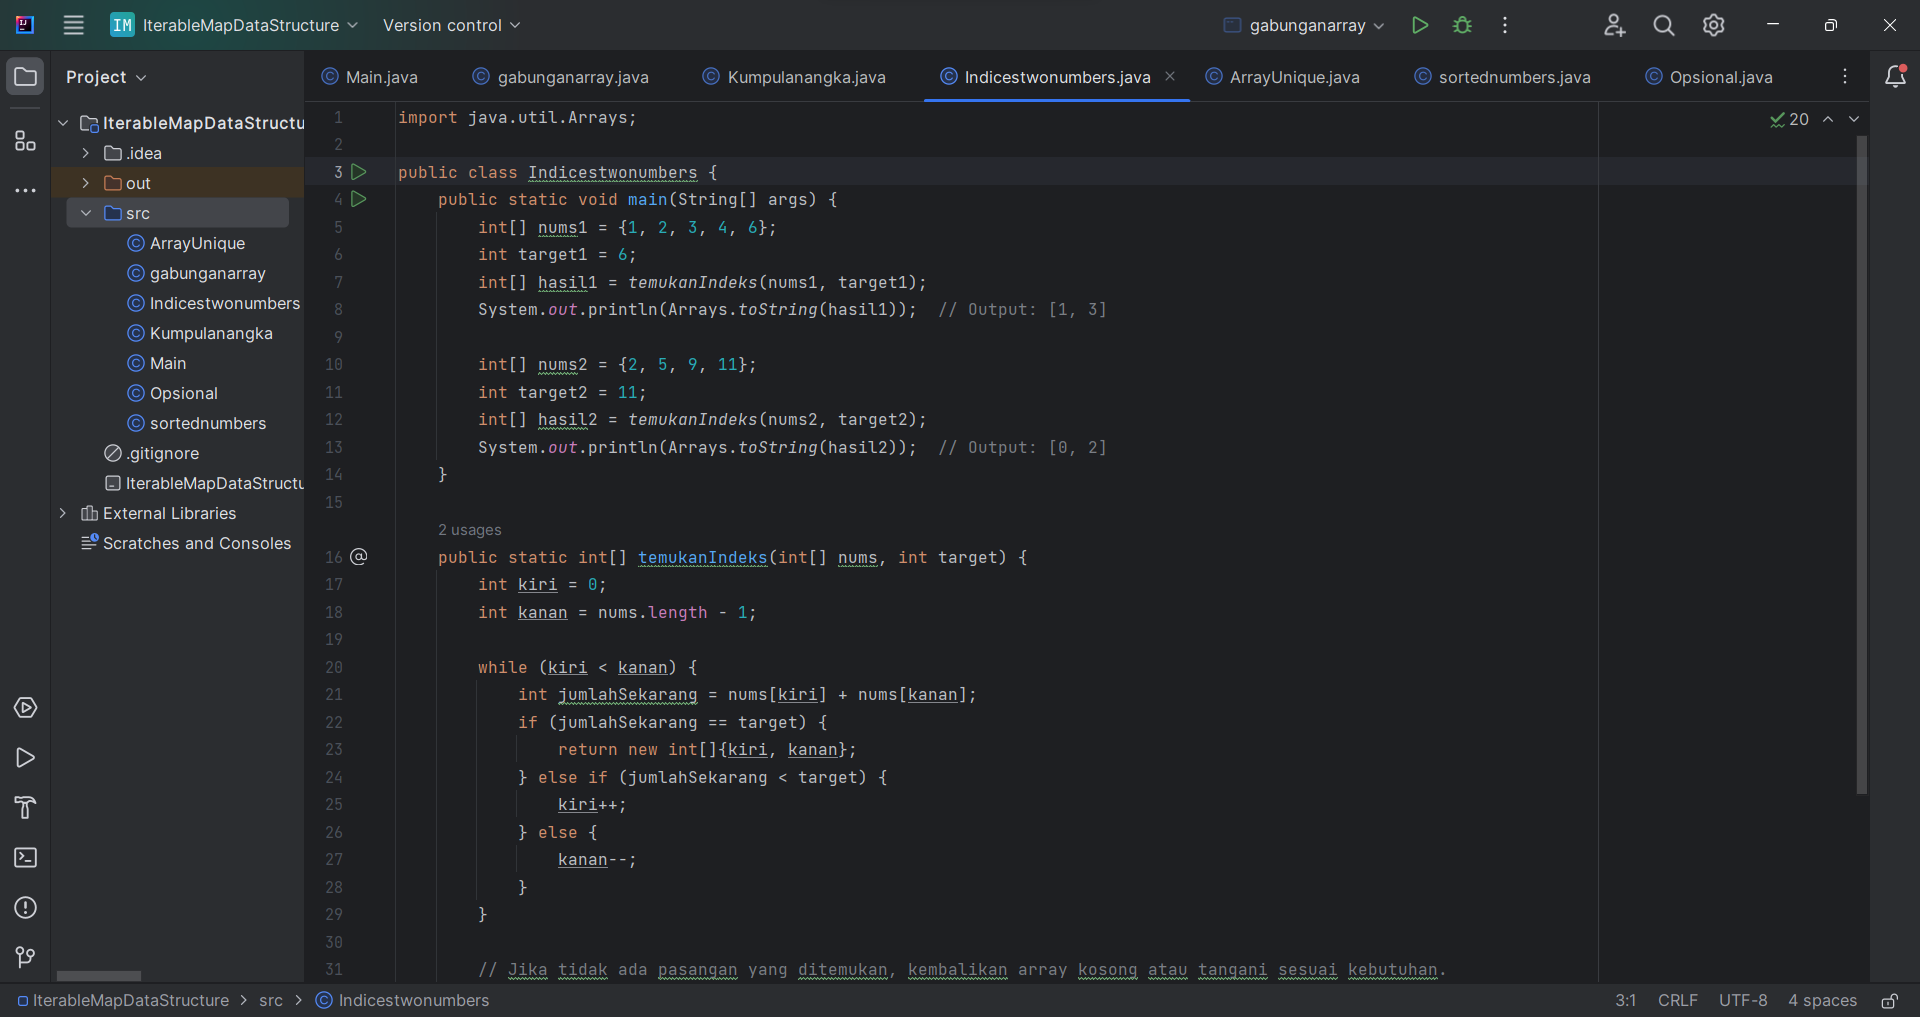 IM IterableMapDataStructure Version control gabunganarray
Project
Main.java gabunganarray.java Kumpulanangka.java Indicestwonumbers.java ArrayUnique.java sortednumbers.java Opsional.java
IterableMapDataStructu
.idea
out
src
ArrayUnique
gabunganarray
Indicestwonumbers
Kumpulanangka
Main
Opsional
sortednumbers
.gitignore
IterableMapDataStructu
External Libraries
Scratches and Consoles
20
1 import java.util.Arrays;
2
3 public class Indicestwonumbers {
4 public static void main(String[] args) {
5 int[] nums1 = {1, 2, 3, 4, 6};
6 int target1 = 6;
7 int[] hasil1 = temukanIndeks(nums1, target1);
8 System.out.println(Arrays.toString(hasil1)); // Output: [1, 3]
9
10 int[] nums2 = {2, 5, 9, 11};
11 int target2 = 11;
12 int[] hasil2 = temukanIndeks(nums2, target2);
13 System.out.println(Arrays.toString(hasil2)); // Output: [0, 2]
14 }
15
2 usages
16 public static int[] temukanIndeks(int[] nums, int target) {
17 int kiri = 0;
18 int kanan = nums.length - 1;
19
20 while (kiri < kanan) {
21 int jumlahSekarang = nums[kiri] + nums[kanan];
22 if (jumlahSekarang == target) {
23 return new int[]{kiri, kanan};
24 } else if (jumlahSekarang < target) {
25 kiri++;
26 } else {
27 kanan--;
28 }
29 }
30
31 // Jika tidak ada pasangan yang ditemukan, kembalikan array kosong atau tangani sesuai kebutuhan.
IterableMapDataStructure > src > Indicestwonumbers 3:1 CRLF UTF-8 4 spaces